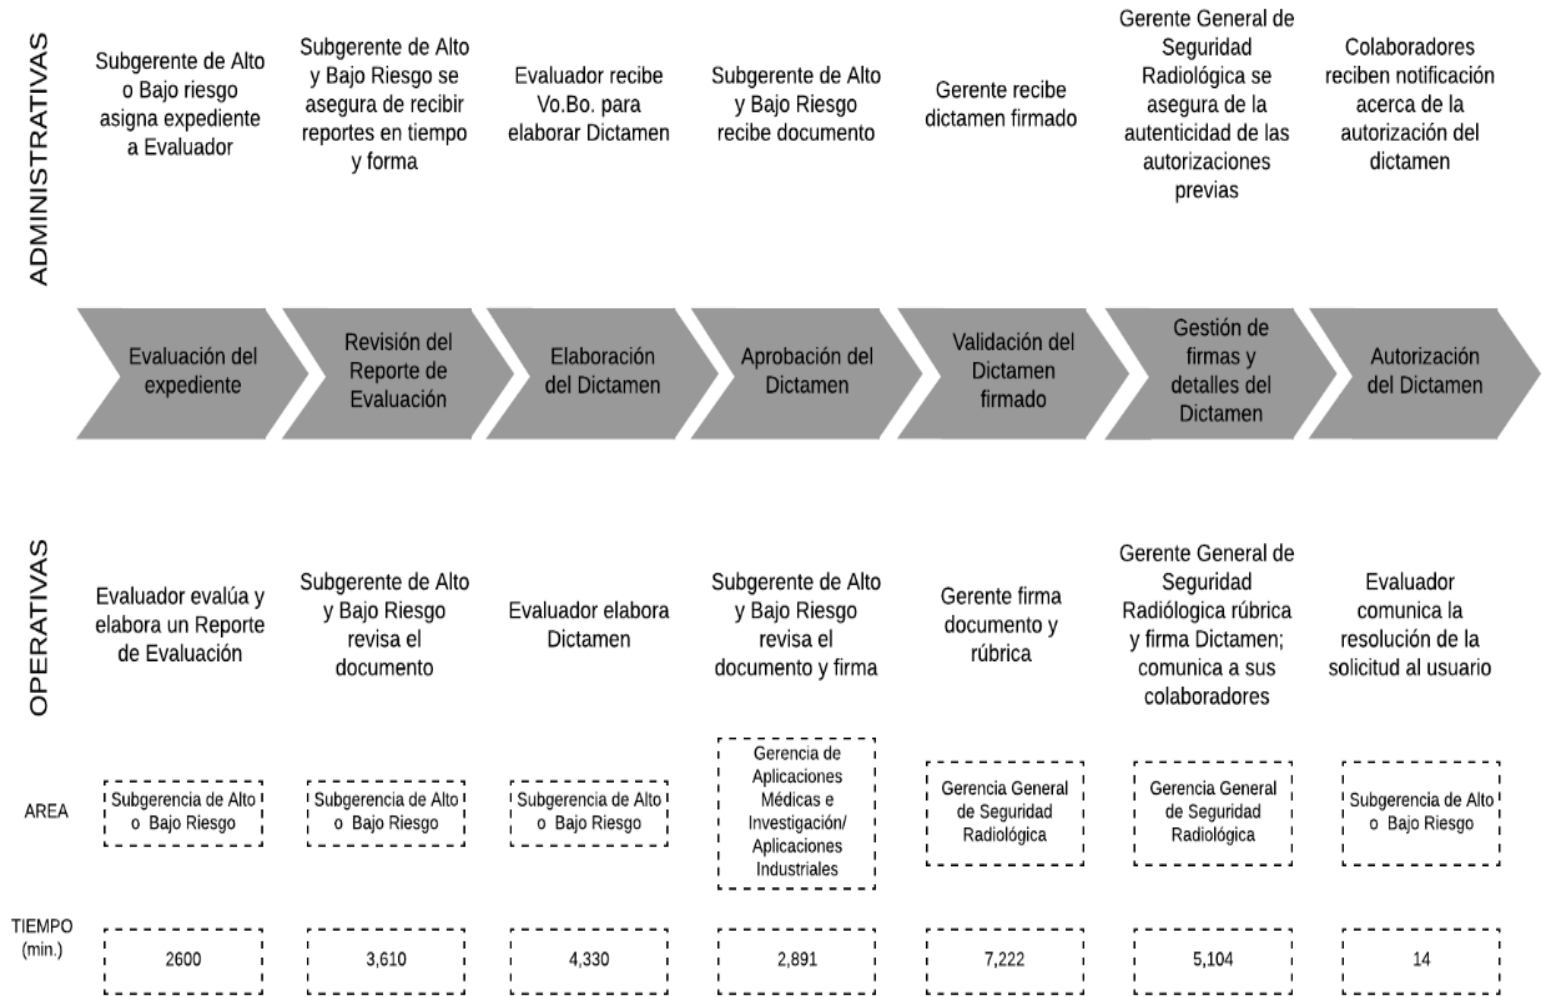 ADMINISTRATIVAS
Subgerente de Alto
o Bajo riesgo
asigna expediente
a Evaluador
Subgerente de Alto
y Bajo Riesgo se
asegura de recibir
reportes en tiempo
y forma
Evaluador recibe
Vo.Bo. para
elaborar Dictamen
Subgerente de Alto
y Bajo Riesgo
recibe documento
Gerente recibe
dictamen firmado
Gerente General de
Seguridad
Radiológica se
asegura de la
autenticidad de las
autorizaciones
previas
Colaboradores
reciben notificación
acerca de la
autorización del
dictamen
Evaluación del
expediente
Revisión del
Reporte de
Evaluación
Elaboración
del Dictamen
Aprobación del
Dictamen
Validación del
Dictamen
firmado
Gestión de
firmas y
detalles del
Dictamen
Autorización
del Dictamen
OPERATIVAS
Evaluador evalúa y
elabora un Reporte
de Evaluación
Subgerente de Alto
y Bajo Riesgo
revisa el
documento
Evaluador elabora
Dictamen
Subgerente de Alto
y Bajo Riesgo
revisa el
documento y firma
Gerente firma
documento y
rúbrica
Gerente General de
Seguridad
Radiólogica rúbrica
y firma Dictamen;
comunica a sus
colaboradores
Evaluador
comunica la
resolución de la
solicitud al usuario
AREA
Subgerencia de Alto
o Bajo Riesgo
Subgerencia de Alto
o Bajo Riesgo
Subgerencia de Alto
o Bajo Riesgo
Gerencia de
Aplicaciones
Médicas e
Investigación/
Aplicaciones
Industriales
Gerencia General
de Seguridad
Radiológica
Gerencia General
de Seguridad
Radiológica
Subgerencia de Alto
o Bajo Riesgo
TIEMPO
(min.)
2600
3,610
4,330
2,891
7,222
5,104
14